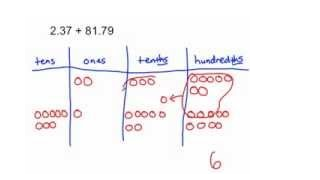 2.37 + 81.79
tens ones tenths hundredths
6